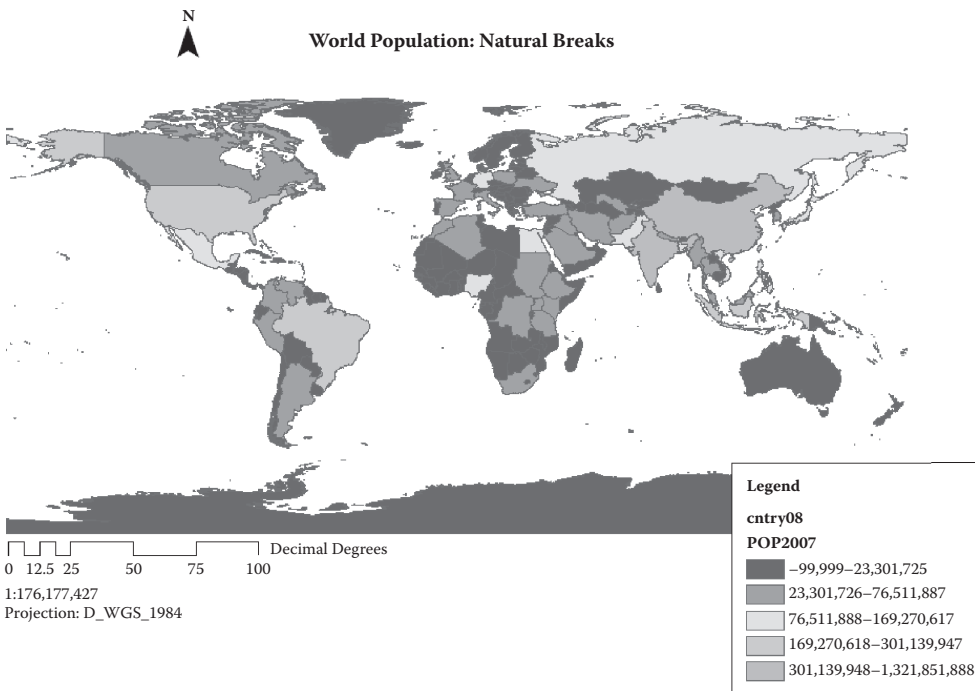 N
World Population: Natural Breaks
Decimal Degrees
0 12.5 25 50 75 100
1:176,177,427
Projection: D_WGS_1984
Legend
cntry08
POP2007
–99,999–23,301,725
23,301,726–76,511,887
76,511,888–169,270,617
169,270,618–301,139,947
301,139,948–1,321,851,888